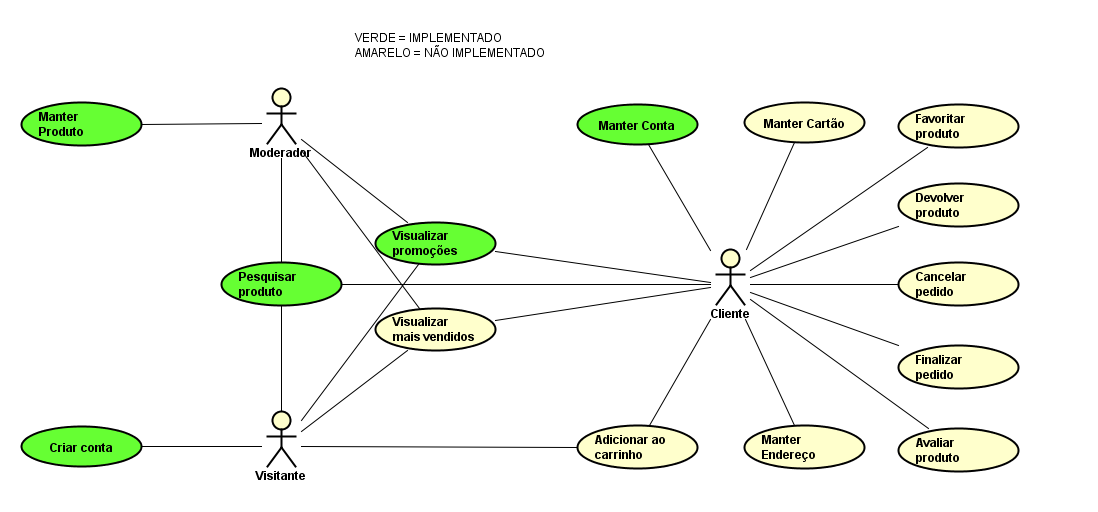 VERDE = IMPLEMENTADO
AMARELO = NÃO IMPLEMENTADO
Manter
Produto
Moderador
Manter Conta
Manter Cartão
Favoritar
produto
Devolver
produto
Visualizar
promoções
Pesquisar
produto
Cancelar
pedido
Cliente
Visualizar
mais vendidos
Finalizar
pedido
Criar conta
Visitante
Adicionar ao
carrinho
Manter
Endereço
Avaliar
produto